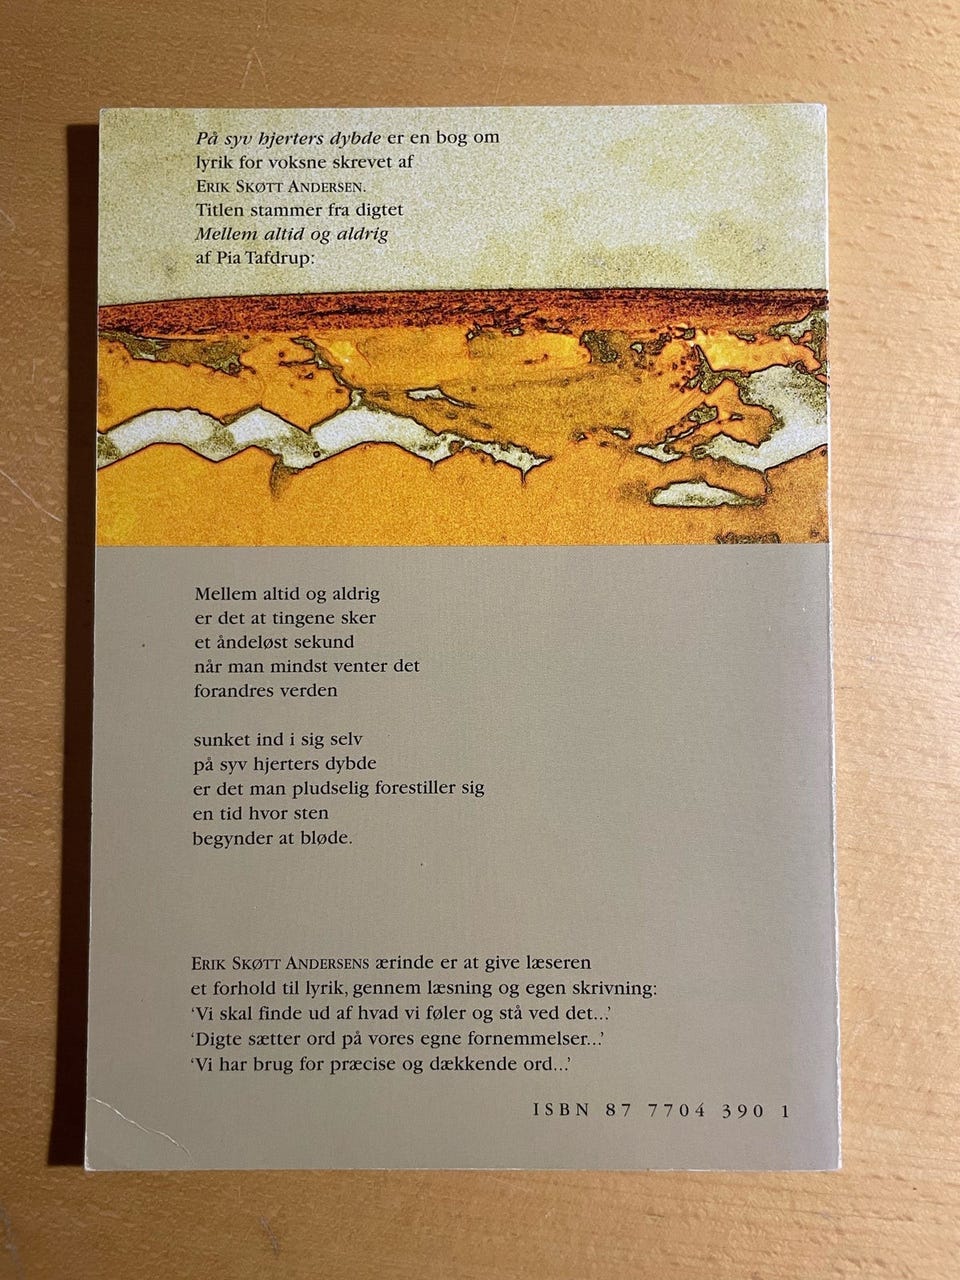 På syv hjerters dybde er en bog om
lyrik for voksne skrevet af
ERIK SKØTT ANDERSEN.
Titlen stammer fra digtet
Mellem altid og aldrig
af Pia Tafdrup:
Mellem altid og aldrig
er det at tingene sker
et åndeløst sekund
når man mindst venter det
forandres verden
sunket ind i sig selv
på syv hjerters dybde
er det man pludselig forestiller sig
en tid hvor sten
begynder at bløde.
ERIK SKØTT ANDERSENS ærinde er at give læseren
et forhold til lyrik, gennem læsning og egen skrivning:
‘Vi skal finde ud af hvad vi føler og stå ved det...’
‘Digte sætter ord på vores egne fornemmelser...’
‘Vi har brug for præcise og dækkende ord...’
ISBN 87 7704 390 1